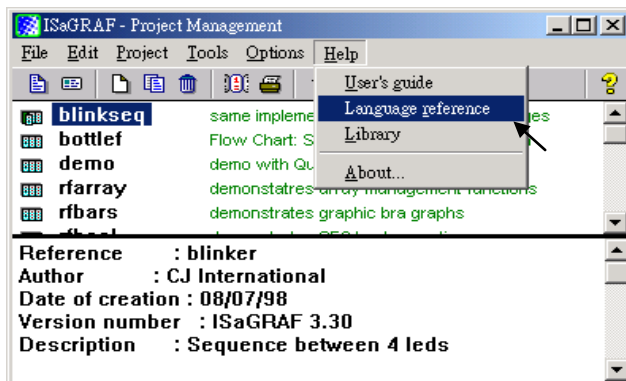 ISaGRAF - Project Management
File Edit Project Tools Options Help
User's guide
Language reference
Library
About...
blinkseq same impleme ges
bottlef Flow Chart: S
demo demo with Qu
rfarray demonstatres array management functions
rfbars demonstrates graphic bra graphs
Reference : blinker
Author : CJ International
Date of creation : 08/07/98
Version number : ISaGRAF 3.30
Description : Sequence between 4 leds